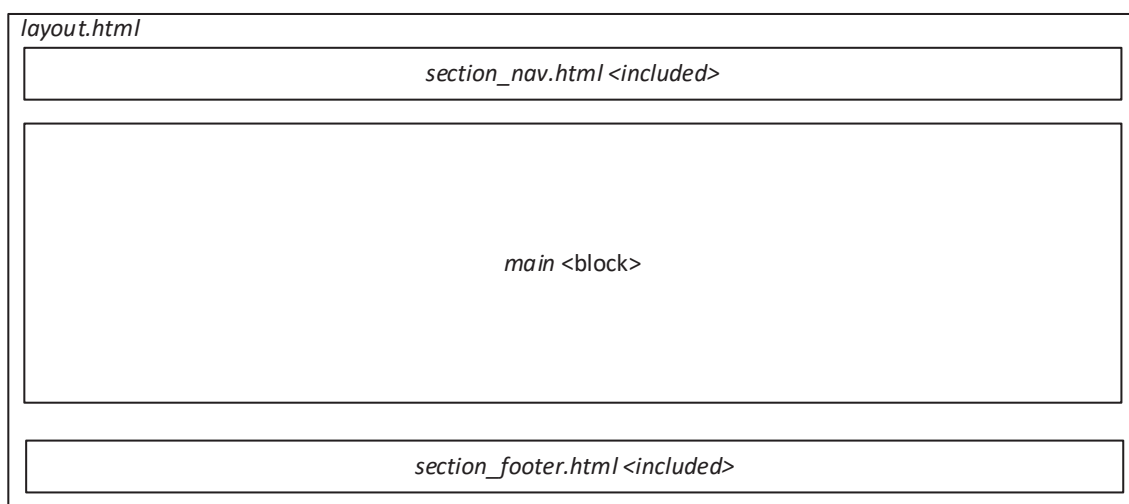 layout.html
section_nav.html <included>
main <block>
section_footer.html <included>